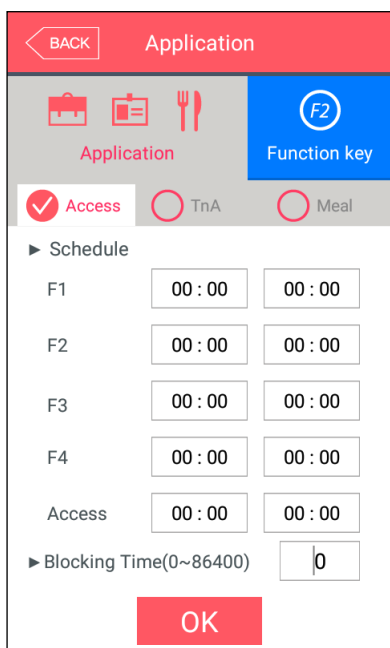 BACK Application
F2
Application Function key
Access TnA Meal
► Schedule
F1 00 : 00 00 : 00
F2 00 : 00 00 : 00
F3 00 : 00 00 : 00
F4 00 : 00 00 : 00
Access 00 : 00 00 : 00
► Blocking Time(0~86400) 0
OK